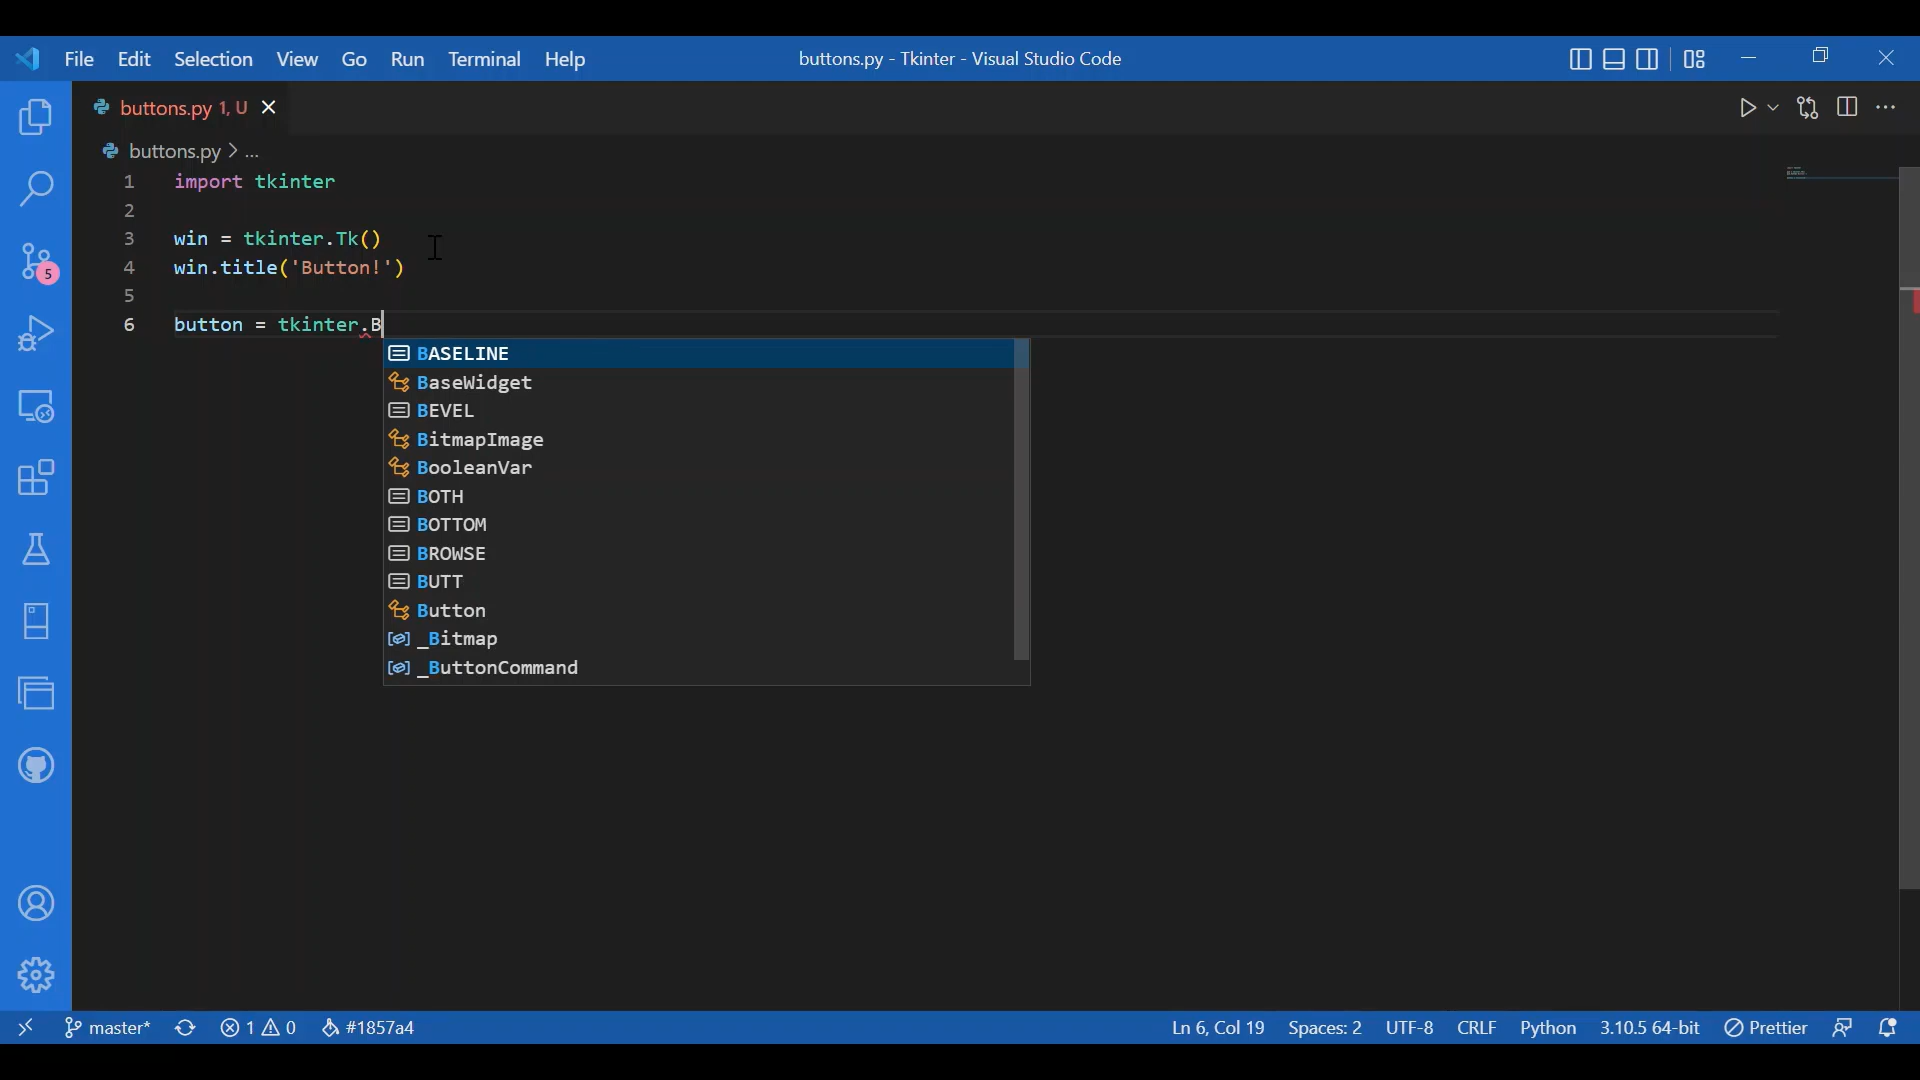 File Edit Selection View Go Run Terminal Help buttons.py - Tkinter - Visual Studio Code
buttons.py 1, U
buttons.py > ...
1 import tkinter
2
3 win = tkinter.Tk()
4 win.title('Button!')
5
6 button = tkinter.B
BASELINE
BaseWidget
BEVEL
BitmapImage
BooleanVar
BOTH
BOTTOM
BROWSE
BUTT
Button
_Bitmap
_ButtonCommand
5
master* 1 0 #1857a4 Ln 6, Col 19 Spaces: 2 UTF-8 CRLF Python 3.10.5 64-bit Prettier